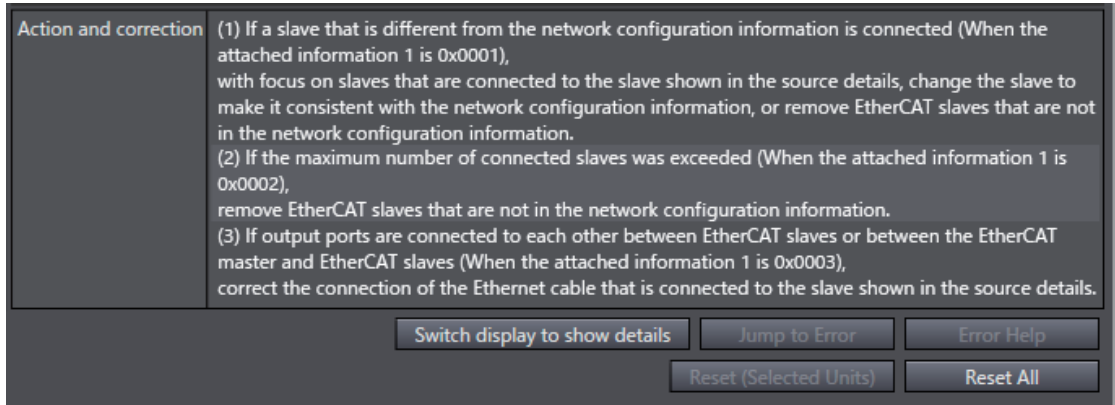 Action and correction
(1) If a slave that is different from the network configuration information is connected (When the
attached information 1 is 0x0001),
with focus on slaves that are connected to the slave shown in the source details, change the slave to
make it consistent with the network configuration information, or remove EtherCAT slaves that are not
in the network configuration information.
(2) If the maximum number of connected slaves was exceeded (When the attached information 1 is
0x0002),
remove EtherCAT slaves that are not in the network configuration information.
(3) If output ports are connected to each other between EtherCAT slaves or between the EtherCAT
master and EtherCAT slaves (When the attached information 1 is 0x0003),
correct the connection of the Ethernet cable that is connected to the slave shown in the source details.
Switch display to show details
Jump to Error
Error Help
Reset (Selected Units)
Reset All